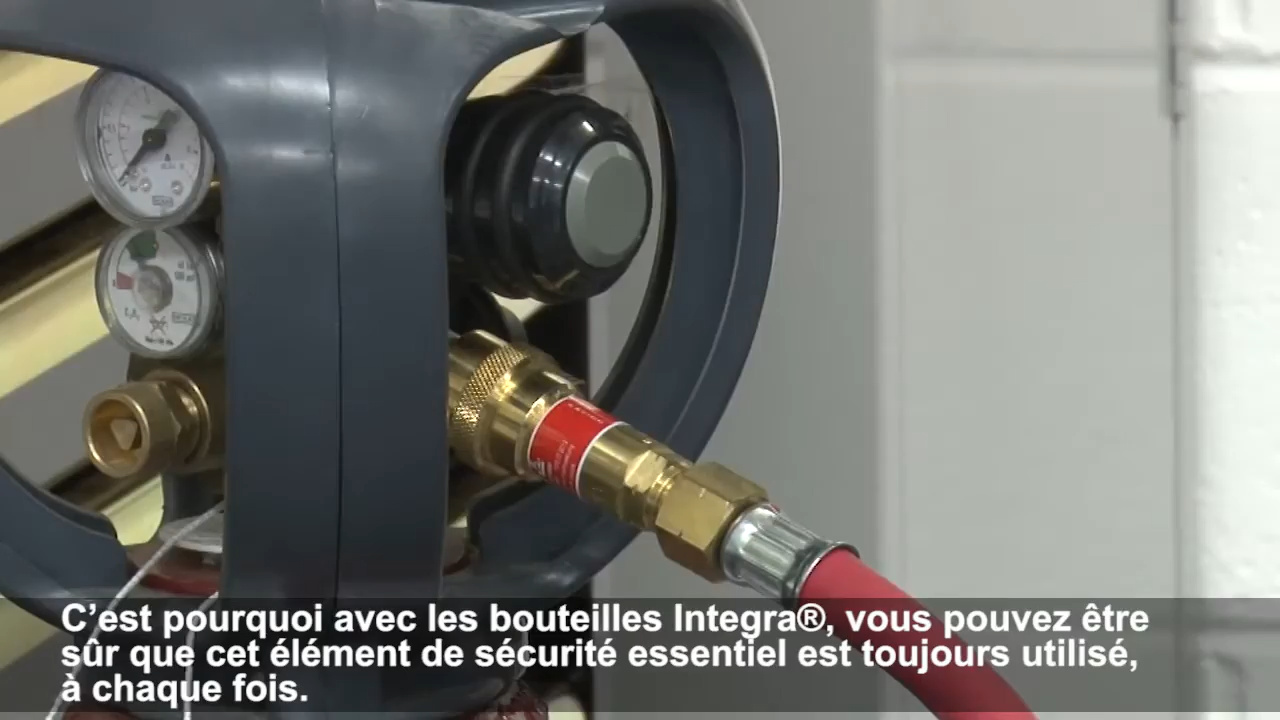 C’est pourquoi avec les bouteilles Integra®, vous pouvez être
sûr que cet élément de sécurité essentiel est toujours utilisé,
à chaque fois.